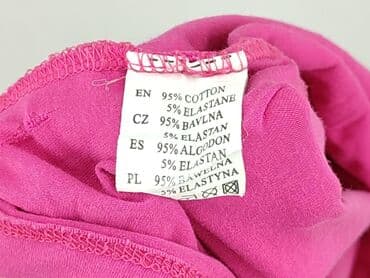 EN 95% COTTON
5% ELASTANE
CZ 95% BAVLNA
5% ELASTAN
ES 95% ALGODON
5% ELASTAN
PL 95% BAWEŁNA
5% ELASTYNA